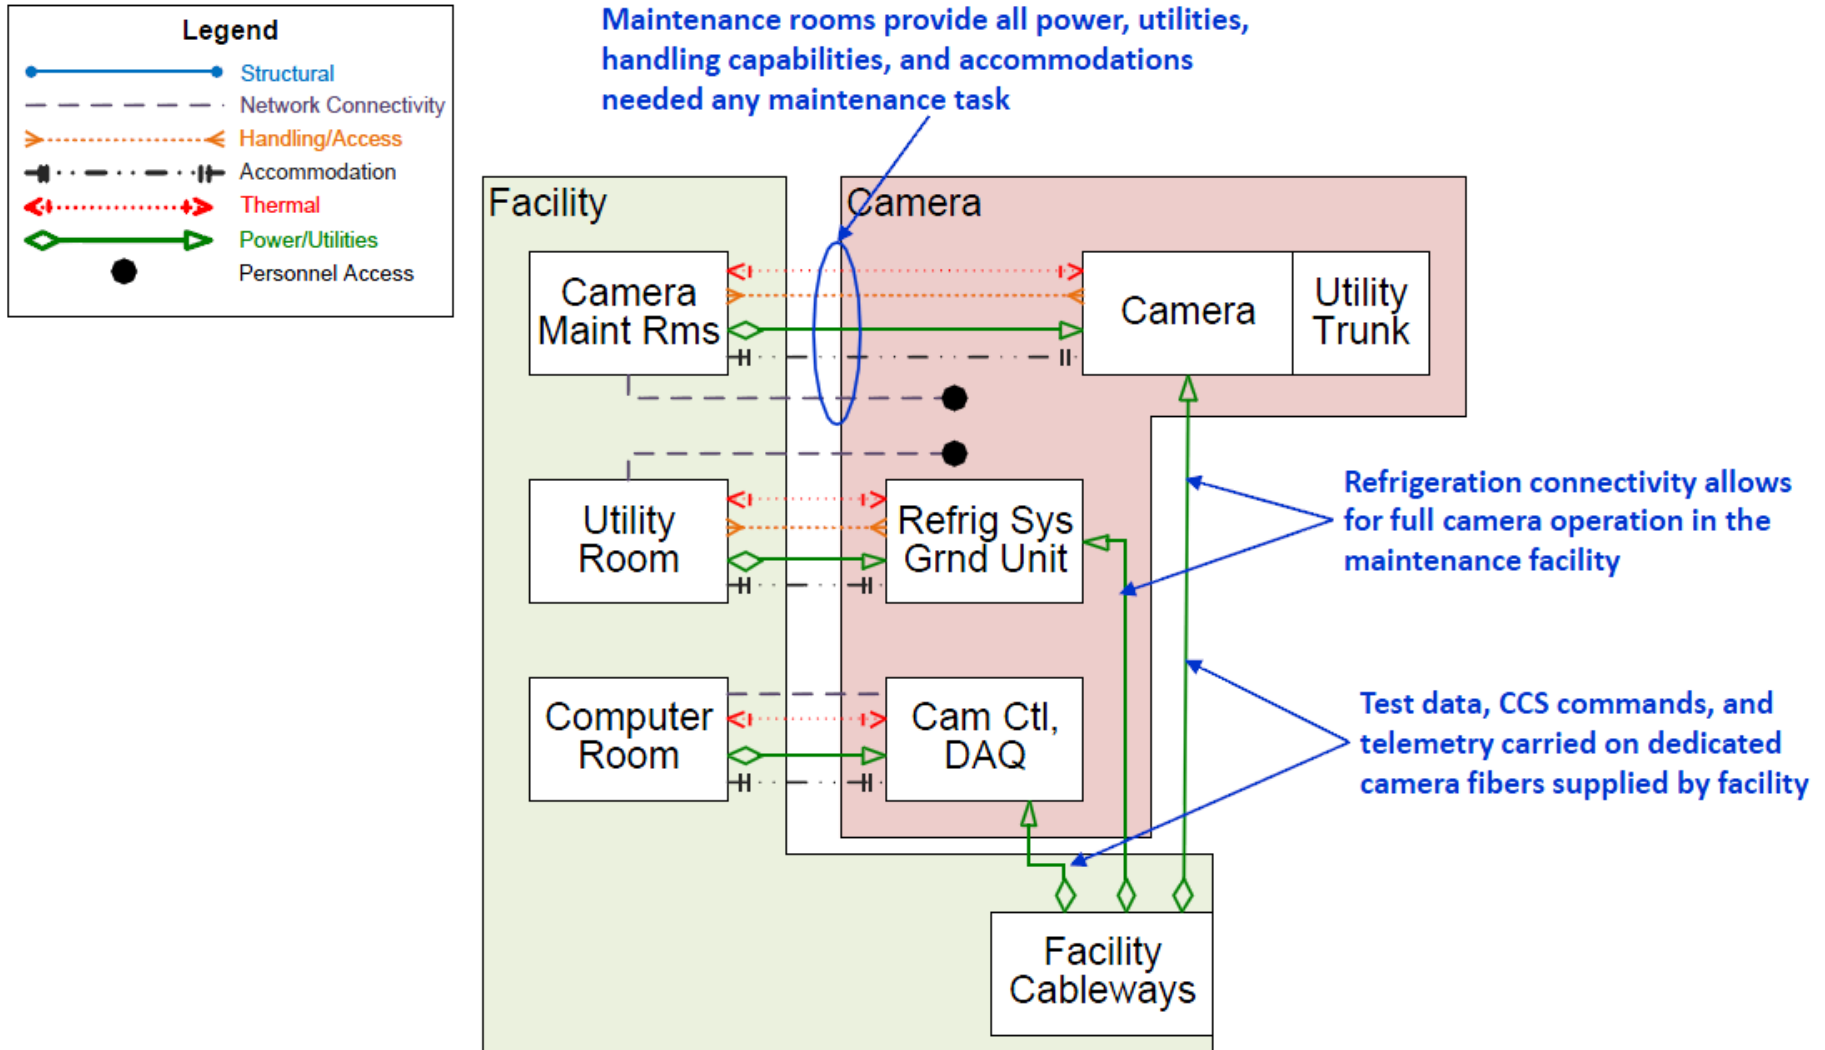 Legend
Structural
Network Connectivity
Handling/Access
Accommodation
Thermal
Power/Utilities
Personnel Access
Maintenance rooms provide all power, utilities,
handling capabilities, and accommodations
needed any maintenance task
Facility
Camera
Camera
Maint Rms
Camera
Utility
Trunk
Utility
Room
Refrig Sys
Grnd Unit
Refrigeration connectivity allows
for full camera operation in the
maintenance facility
Computer
Room
Cam Ctl,
DAQ
Test data, CCS commands, and
telemetry carried on dedicated
camera fibers supplied by facility
Facility
Cableways